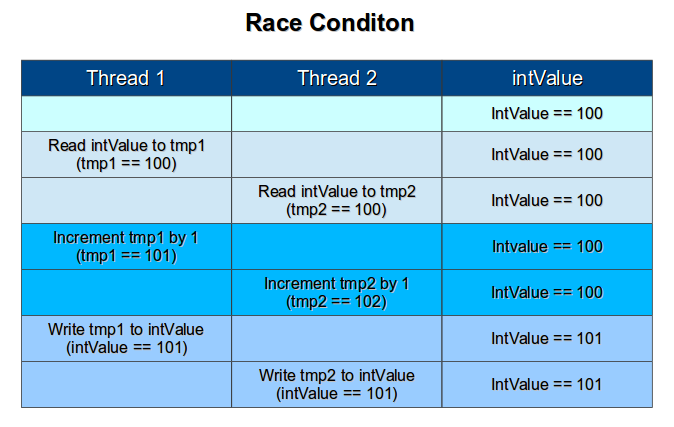 Race Conditon
Thread 1 Thread 2 intValue
IntValue == 100
Read intValue to tmp1
(tmp1 == 100)
IntValue == 100
Read intValue to tmp2
(tmp2 == 100)
IntValue == 100
Increment tmp1 by 1
(tmp1 == 101)
Intvalue == 100
Increment tmp2 by 1
(tmp2 == 102)
IntValue == 100
Write tmp1 to intValue
(intValue == 101)
IntValue == 101
Write tmp2 to intValue
(intValue == 101)
IntValue == 101